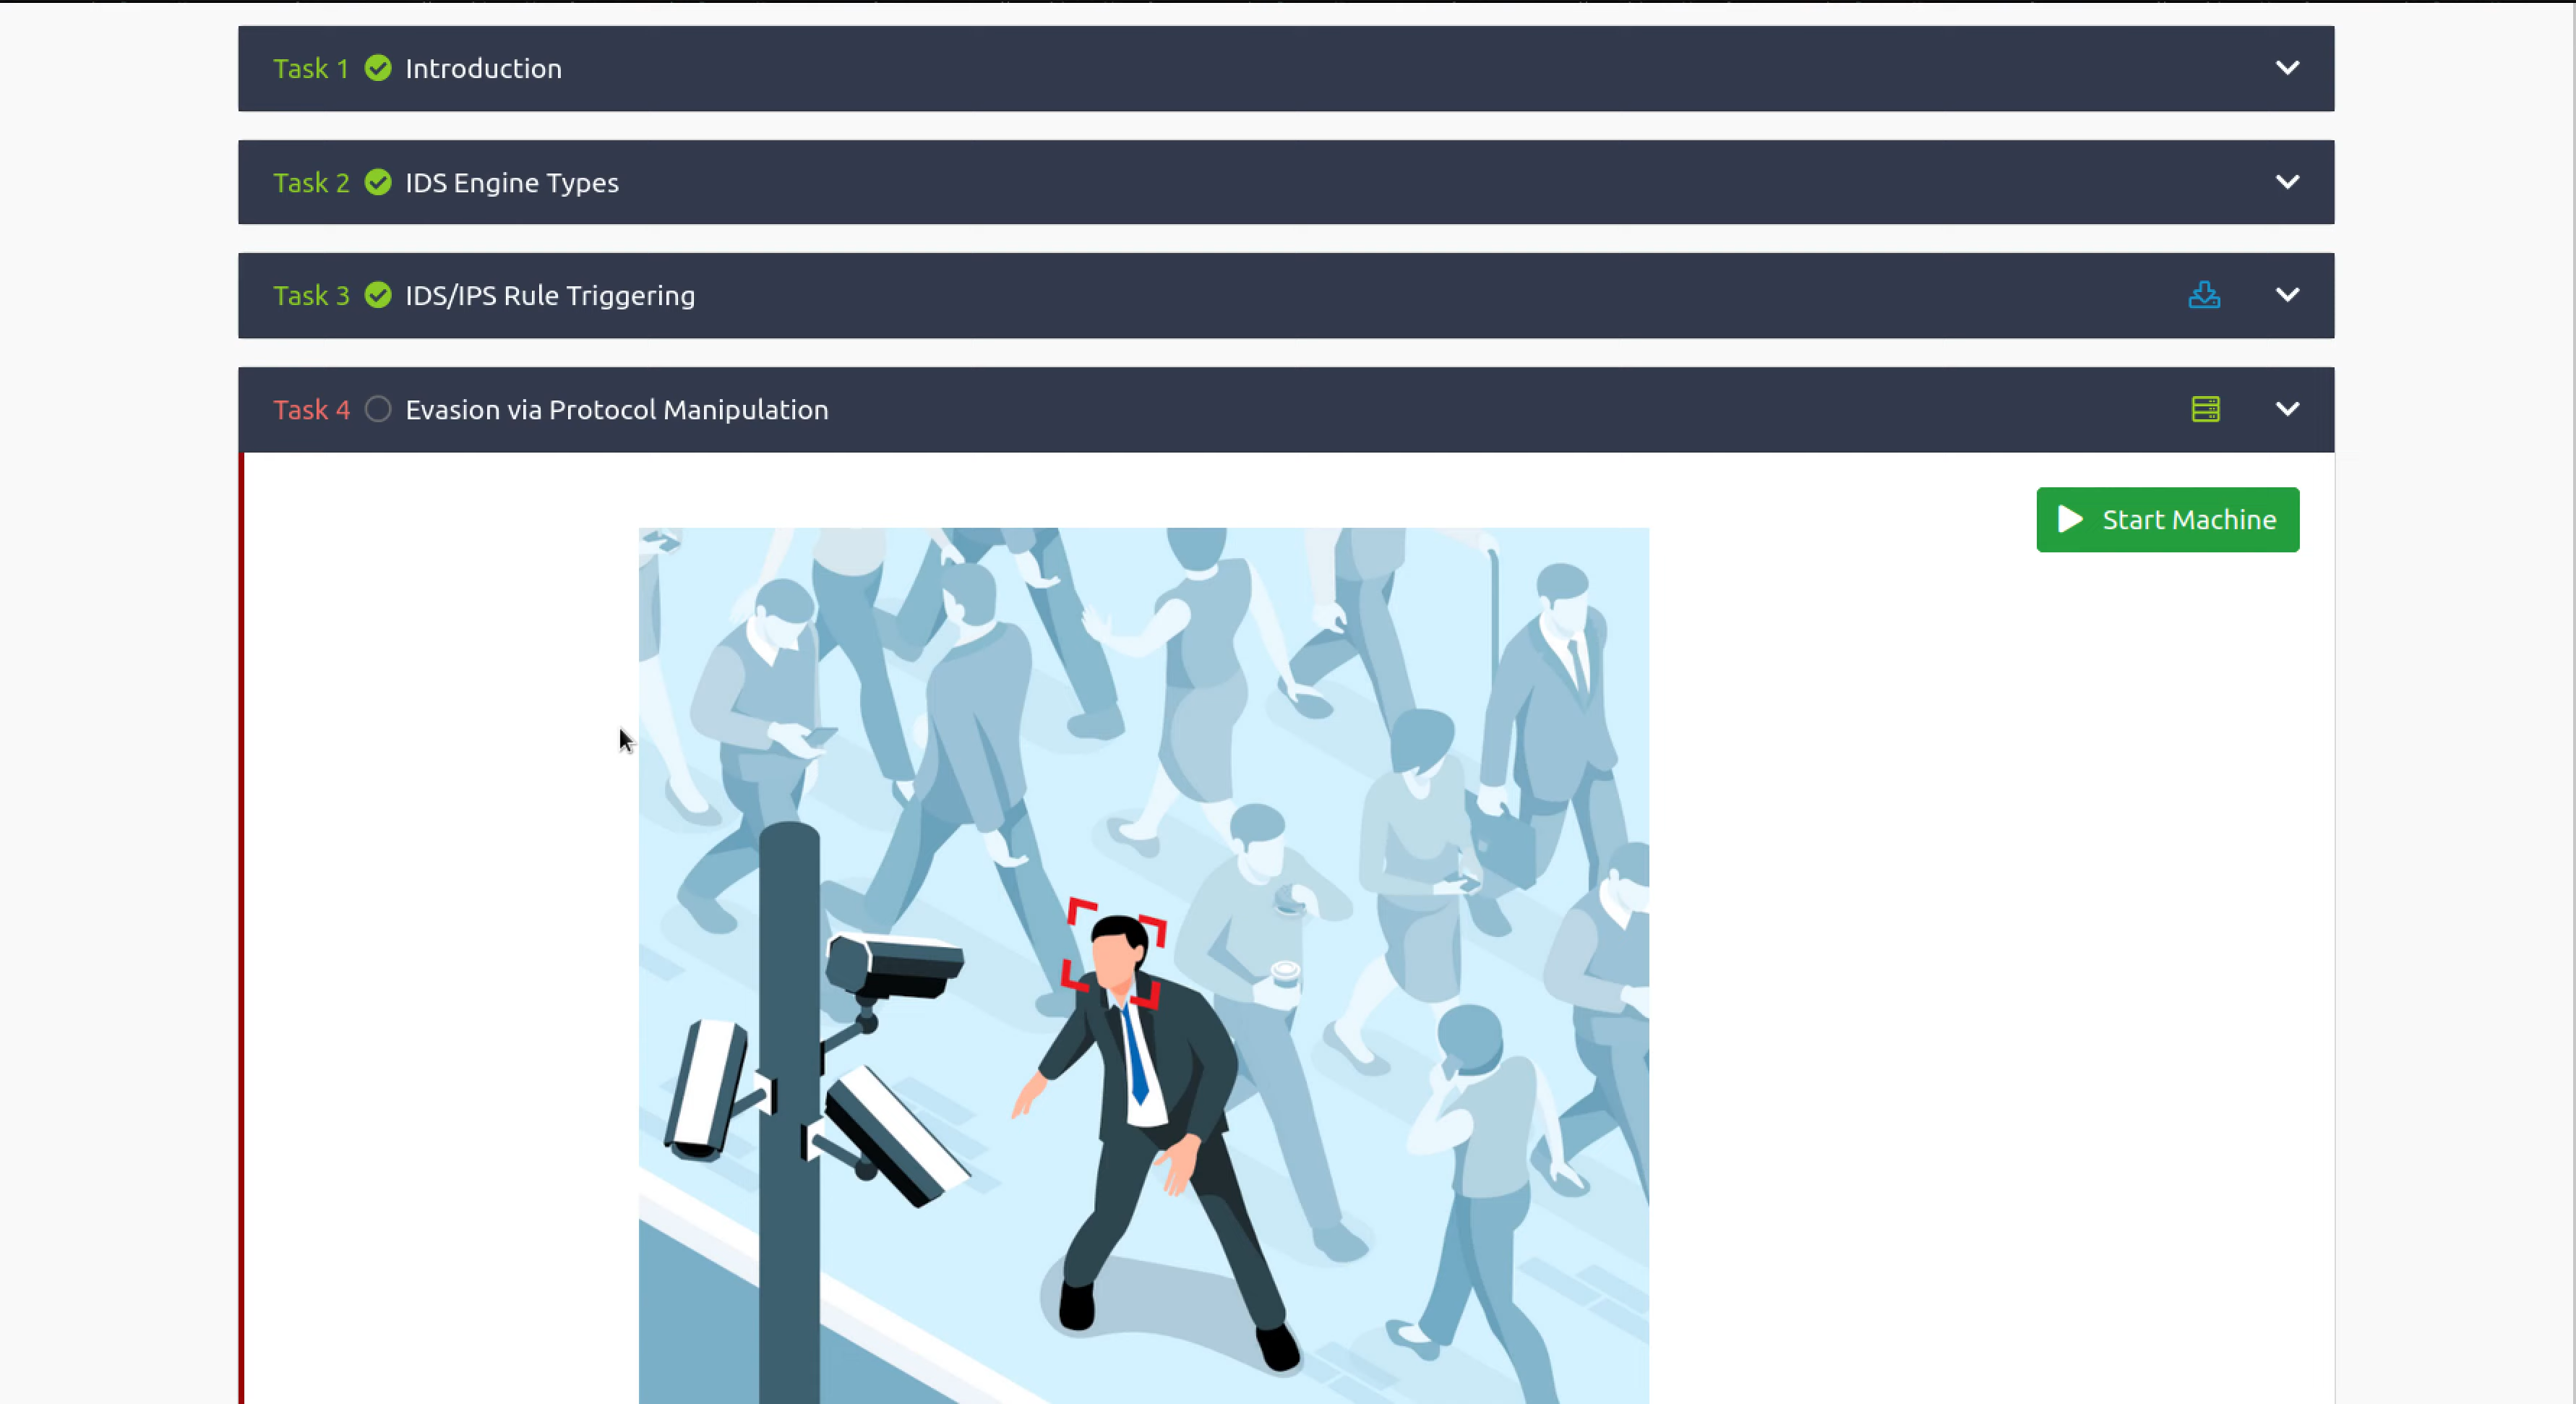 Task 1 Introduction
Task 2 IDS Engine Types
Task 3 IDS/IPS Rule Triggering
Task 4 Evasion via Protocol Manipulation
Start Machine